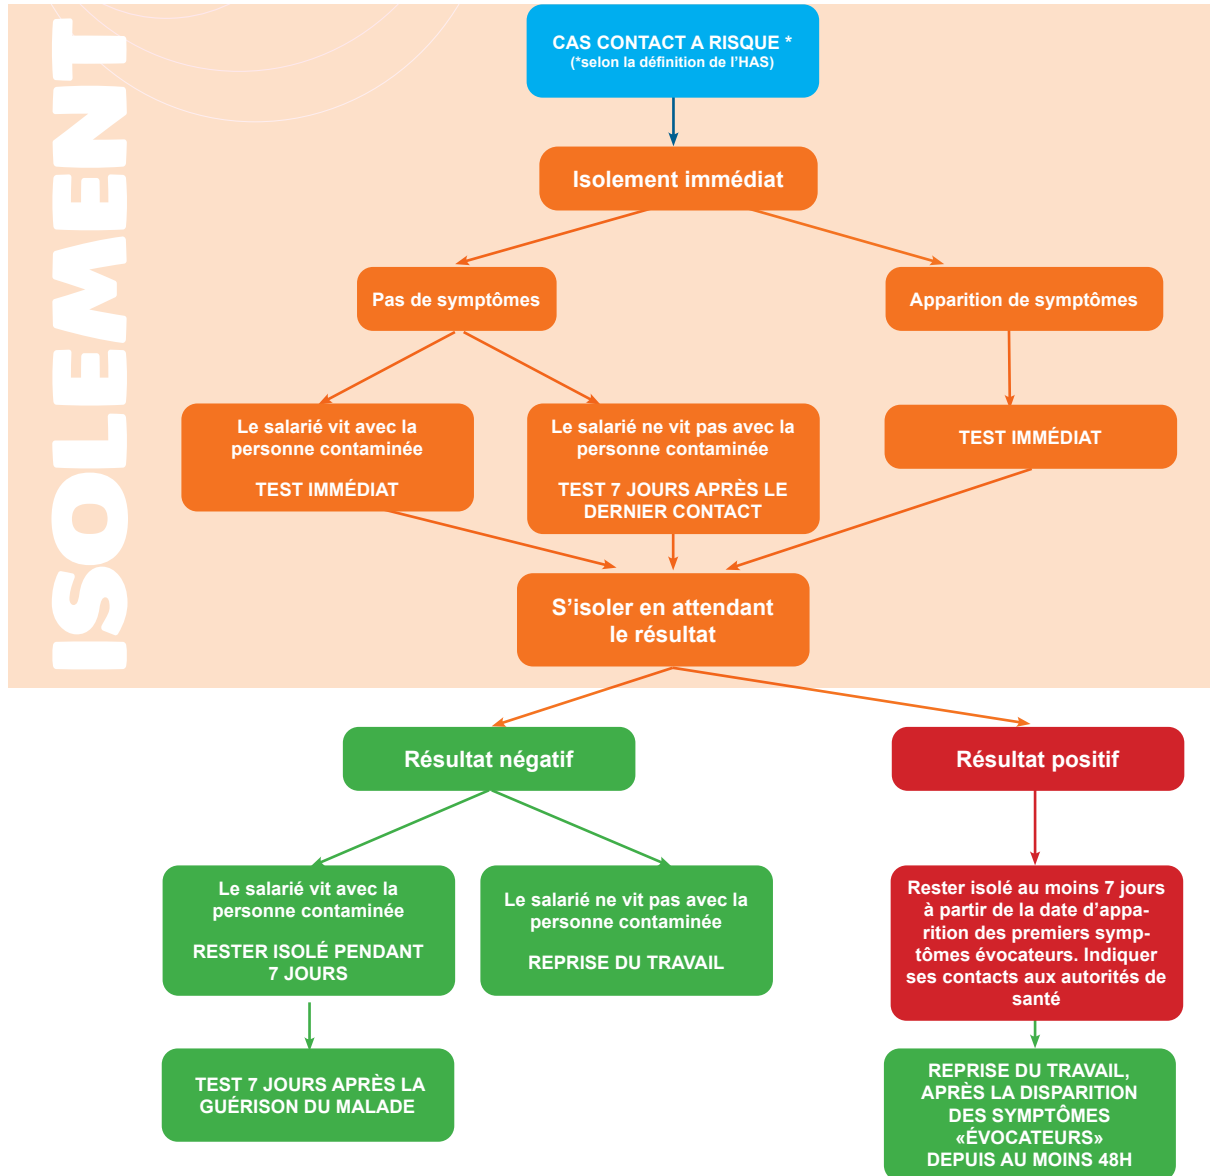 ISOLEMENT
CAS CONTACT A RISQUE *
(*selon la définition de l'HAS)
Isolement immédiat
Pas de symptômes
Apparition de symptômes
Le salarié vit avec la
personne contaminée
TEST IMMÉDIAT
Le salarié ne vit pas avec la
personne contaminée
TEST 7 JOURS APRÈS LE
DERNIER CONTACT
TEST IMMÉDIAT
S'isoler en attendant
le résultat
Résultat négatif
Résultat positif
Le salarié vit avec la
personne contaminée
RESTER ISOLÉ PENDANT
7 JOURS
Le salarié ne vit pas avec la
personne contaminée
REPRISE DU TRAVAIL
Rester isolé au moins 7 jours
à partir de la date d'appa-
rition des premiers symp-
tômes évocateurs. Indiquer
ses contacts aux autorités de
santé
TEST 7 JOURS APRÈS LA
GUÉRISON DU MALADE
REPRISE DU TRAVAIL,
APRÈS LA DISPARITION
DES SYMPTÔMES
«ÉVOCATEURS»
DEPUIS AU MOINS 48H